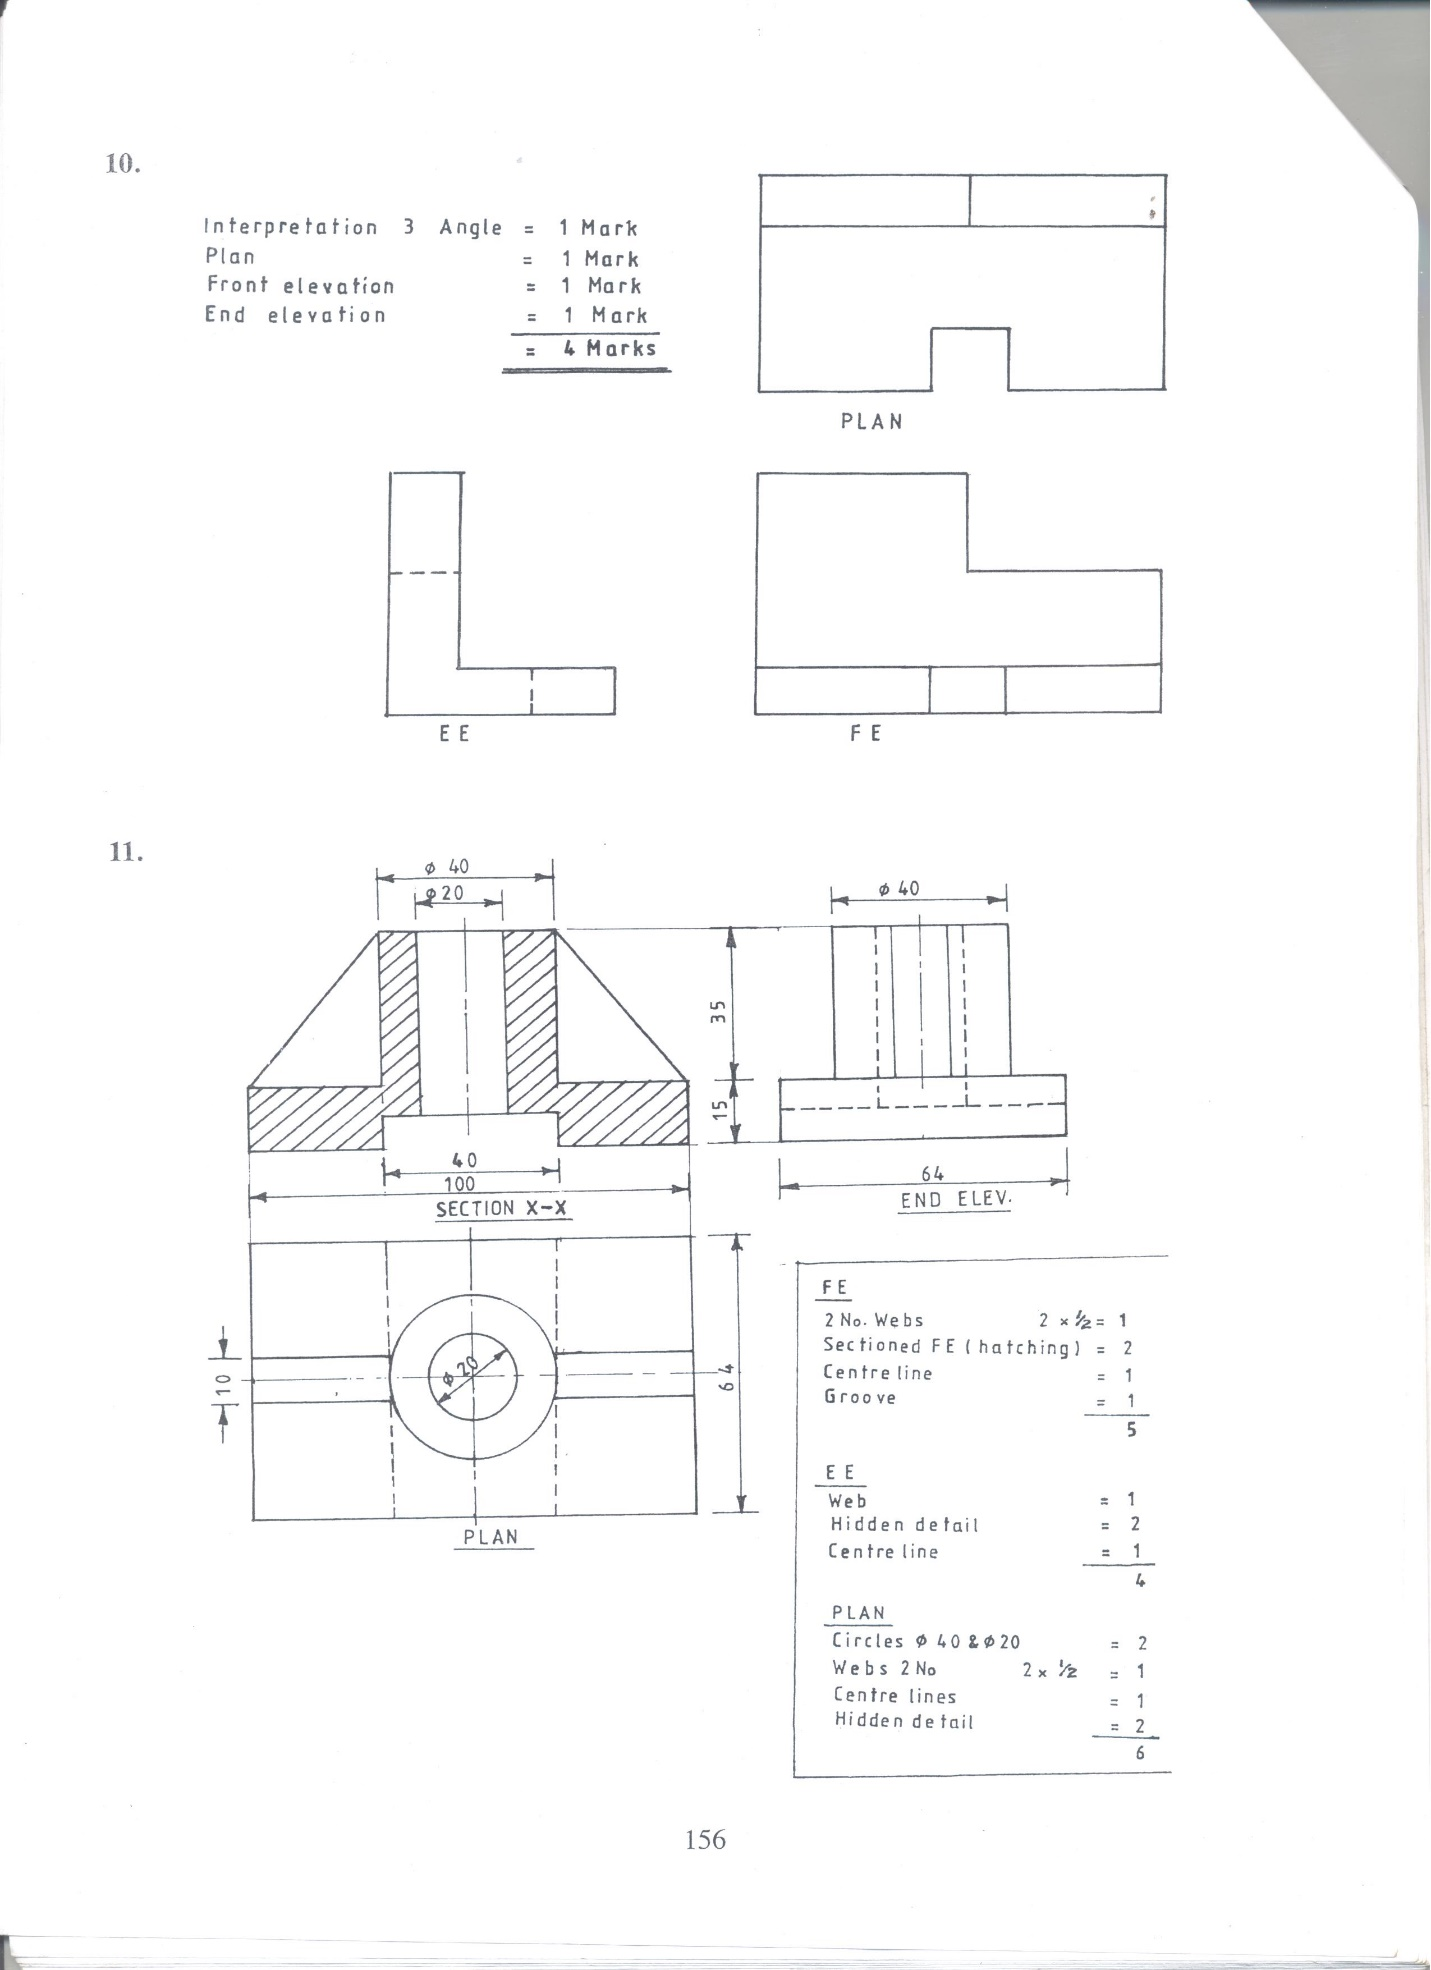 10.
Interpretation 3 Angle = 1 Mark
Plan = 1 Mark
Front elevation = 1 Mark
End elevation = 1 Mark
= 4 Marks
PLAN
EE
FE
11.
φ 40
φ20
φ 40
35
15
40
100
SECTION X-X
64
END ELEV.
10
φ 20
64
PLAN
FE
2 No. Webs 2 × ½ = 1
Sectioned FE (hatching) = 2
Centre line = 1
Groove = 1
5
EE
Web = 1
Hidden detail = 2
Centre line = 1
4
PLAN
Circles φ 40 & φ20 = 2
Webs 2 No 2 × ½ = 1
Centre lines = 1
Hidden detail = 2
6
156